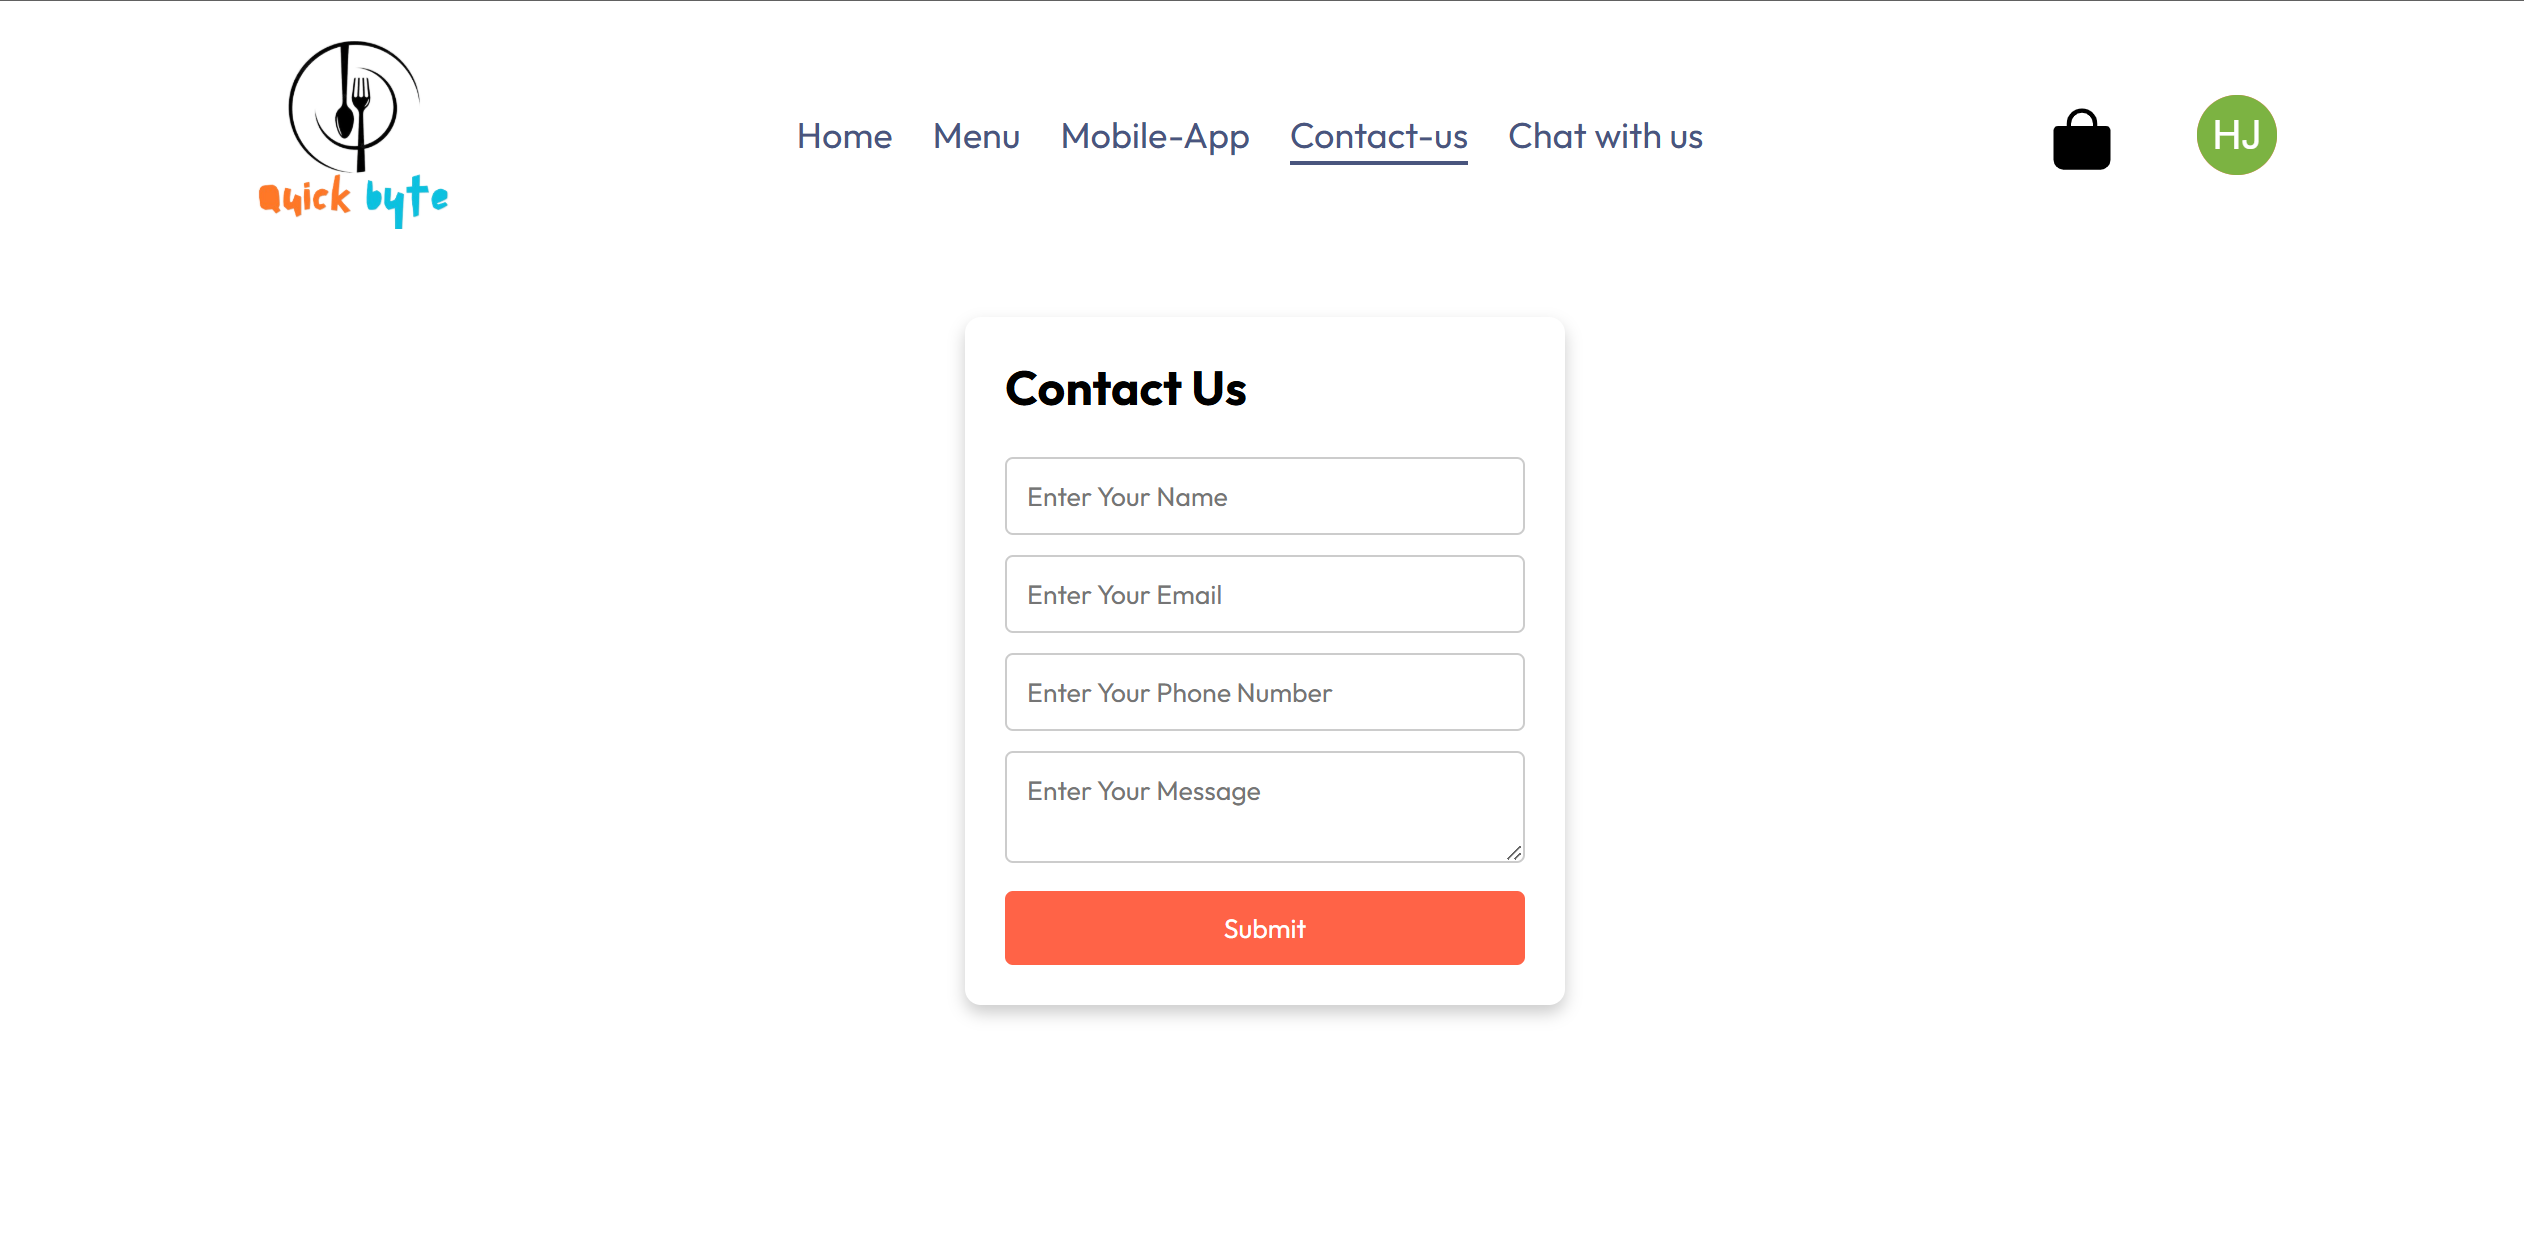 quick byte
Home Menu Mobile-App Contact-us Chat with us
HJ
Contact Us
Enter Your Name
Enter Your Email
Enter Your Phone Number
Enter Your Message
Submit